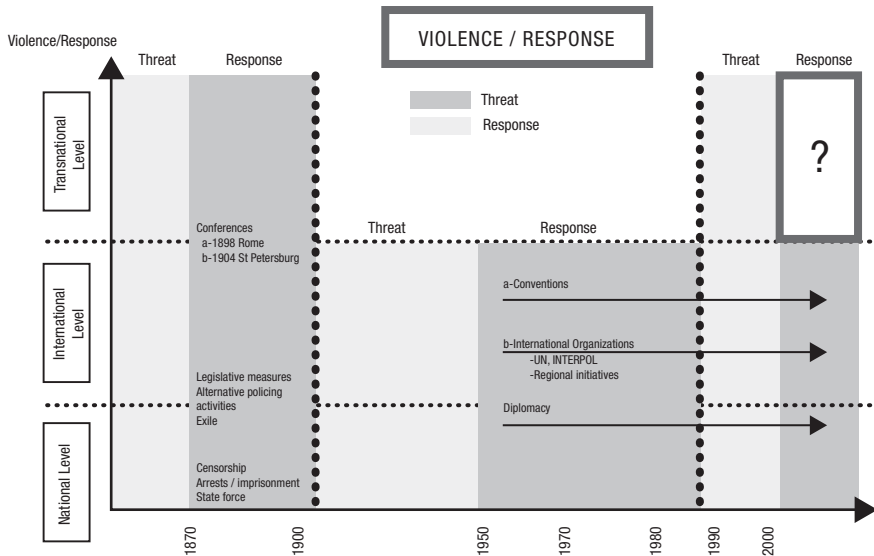 VIOLENCE / RESPONSE
Violence/Response
Threat
Response
Threat
Response
Threat
Response
Transnational
Level
?
Conferences
a-1898 Rome
b-1904 St Petersburg
Threat
Response
International
Level
a-Conventions
b-International Organizations
-UN, INTERPOL
-Regional initiatives
Legislative measures
Alternative policing
activities
Exile
Diplomacy
National Level
Censorship
Arrests / imprisonment
State force
1870
1900
1950
1970
1980
1990
2000